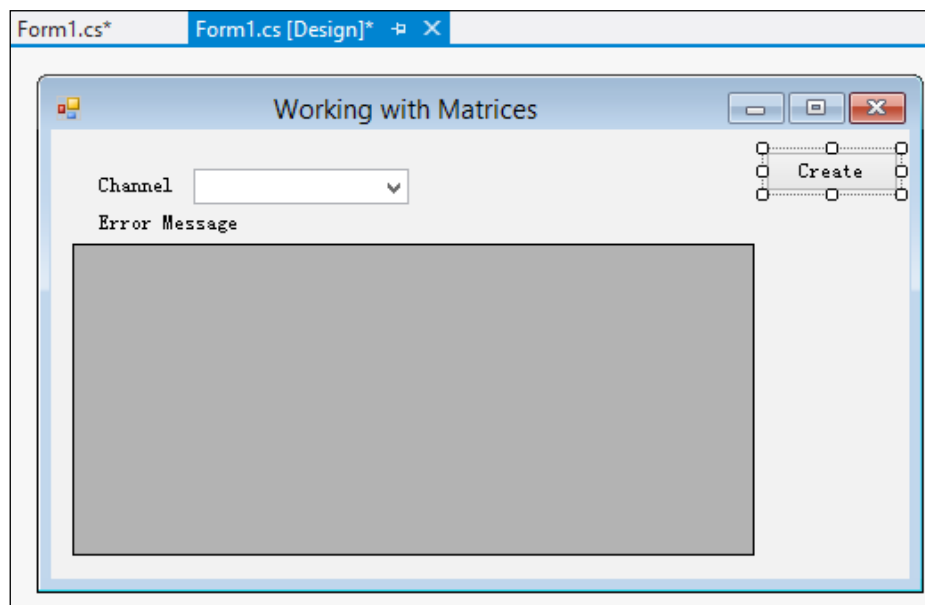 Form1.cs*
Form1.cs [Design]*
Working with Matrices
Create
Channel
Error Message